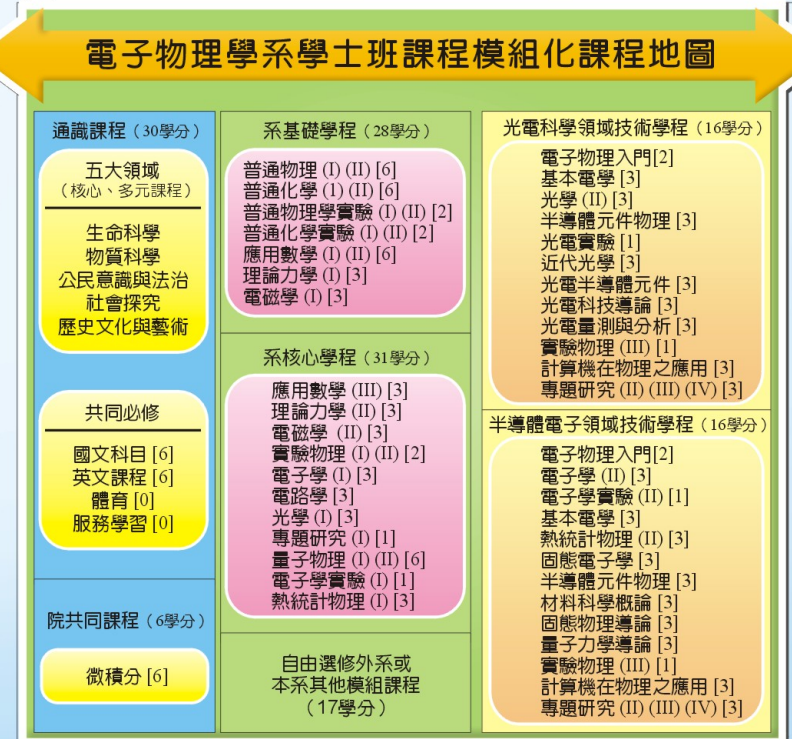 電子物理學系學士班課程模組化課程地圖
通識課程（30學分）
五大領域
（核心、多元課程）
生命科學
物質科學
公民意識與法治
社會探究
歷史文化與藝術
共同必修
國文科目 [6]
英文課程 [6]
體育 [0]
服務學習 [0]
院共同課程（6學分）
微積分 [6]
系基礎學程（28學分）
普通物理 (I) (II) [6]
普通化學 (1) (II) [6]
普通物理學實驗 (I) (II) [2]
普通化學實驗 (I) (II) [2]
應用數學 (I) (II) [6]
理論力學 (I) [3]
電磁學 (I) [3]
系核心學程（31學分）
應用數學 (III) [3]
理論力學 (II) [3]
電磁學 (II) [3]
實驗物理 (I) (II) [2]
電子學 (I) [3]
電路學 [3]
光學 (I) [3]
專題研究 (I) [1]
量子物理 (I) (II) [6]
電子學實驗 (I) [1]
熱統計物理 (I) [3]
自由選修外系或
本系其他模組課程
（17學分）
光電科學領域技術學程（16學分）
電子物理入門[2]
基本電學 [3]
光學 (II) [3]
半導體元件物理 [3]
光電實驗 [1]
近代光學 [3]
光電半導體元件 [3]
光電科技導論 [3]
光電量測與分析 [3]
實驗物理 (III) [1]
計算機在物理之應用 [3]
專題研究 (II) (III) (IV) [3]
半導體電子領域技術學程（16學分）
電子物理入門[2]
電子學 (II) [3]
電子學實驗 (II) [1]
基本電學 [3]
熱統計物理 (II) [3]
固態電子學 [3]
半導體元件物理 [3]
材料科學概論 [3]
固態物理導論 [3]
量子力學導論 [3]
實驗物理 (III) [1]
計算機在物理之應用 [3]
專題研究 (II) (III) (IV) [3]